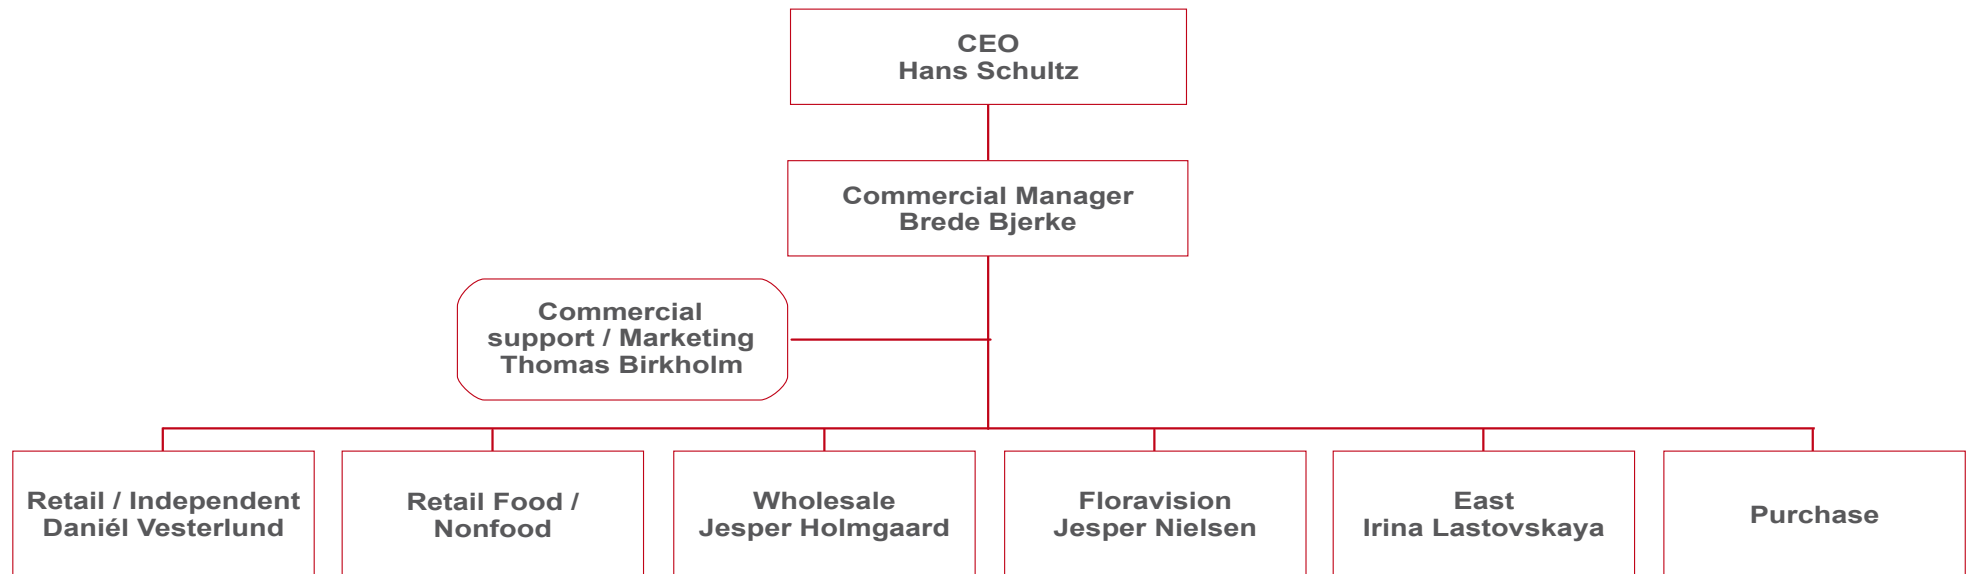 CEO
Hans Schultz
Commercial Manager
Brede Bjerke
Commercial
support / Marketing
Thomas Birkholm
Retail / Independent
Daniél Vesterlund
Retail Food /
Nonfood
Wholesale
Jesper Holmgaard
Floravision
Jesper Nielsen
East
Irina Lastovskaya
Purchase